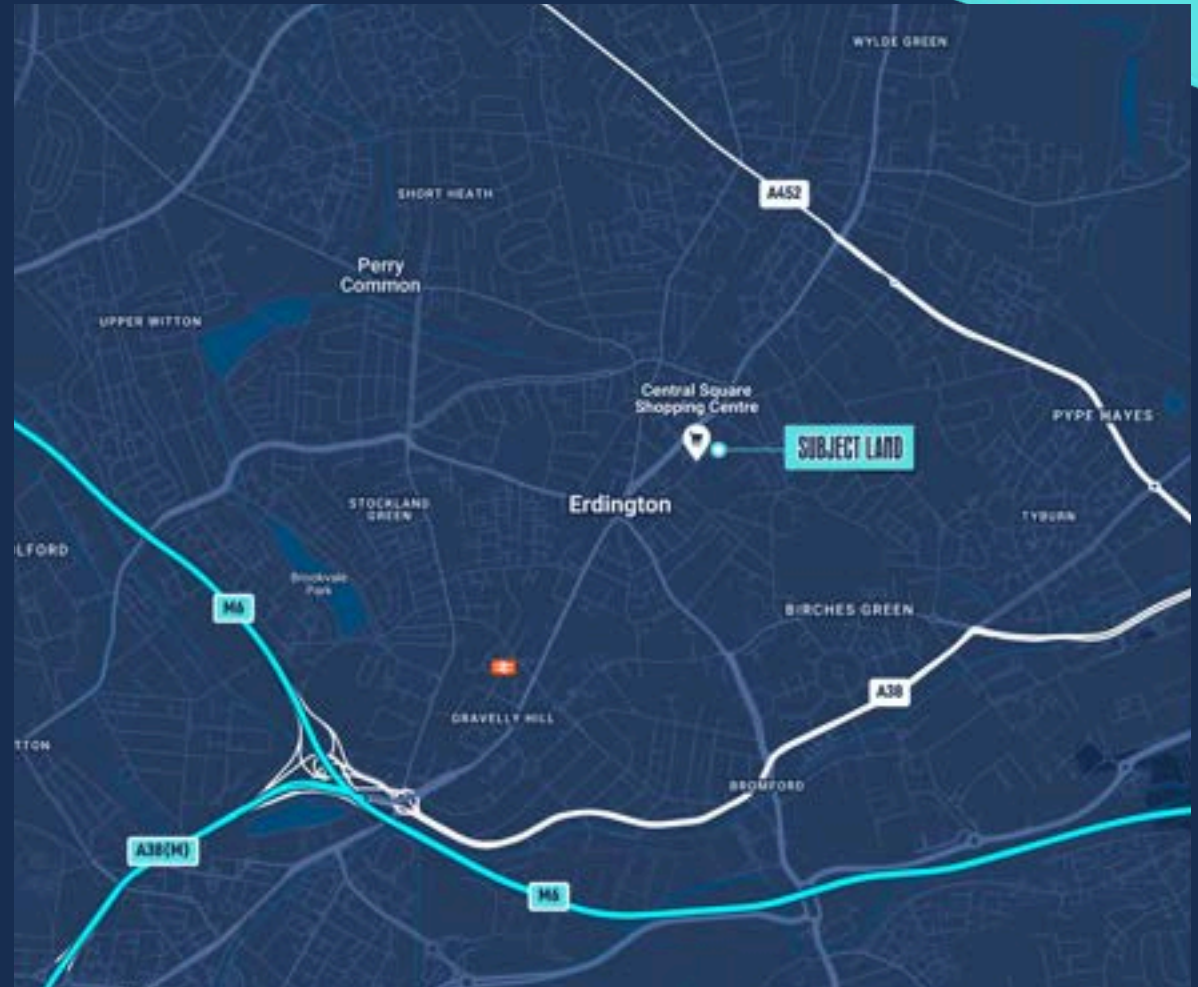 WYLDE GREEN
A452
SHORT HEATH
Perry
Common
UPPER WITTON
Central Square
Shopping Centre
PYPE HAYES
SUBJECT LAND
STOCKLAND
GREEN
Erdington
TYBURN
LFORD
Brookvale
Park
M6
BIRCHES GREEN
A38
GRAVELLY HILL
TTON
BROMFORD
A38(M)
M6